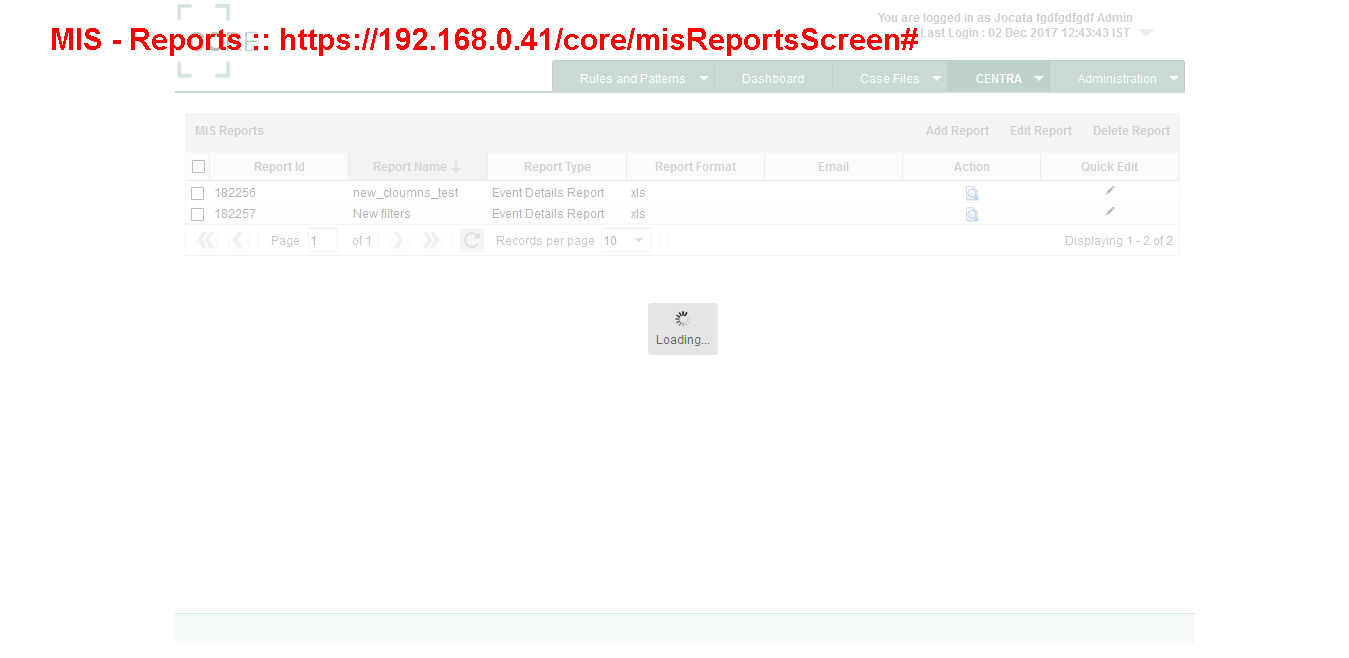 You are logged in as Jocata fgdfgdfgdf Admin
MIS - Reports :: https://192.168.0.41/core/misReportsScreen#
CORE
Last Login : 02 Dec 2017 12:43:43 IST
Rules and Patterns Dashboard Case Files CENTRA Administration
MIS Reports Add Report Edit Report Delete Report
Report Id Report Name Report Type Report Format Email Action Quick Edit
182256 new_cloumns_test Event Details Report xls
182257 New filters Event Details Report xls
Page 1 of 1 Records per page 10 Displaying 1 - 2 of 2
Loading...